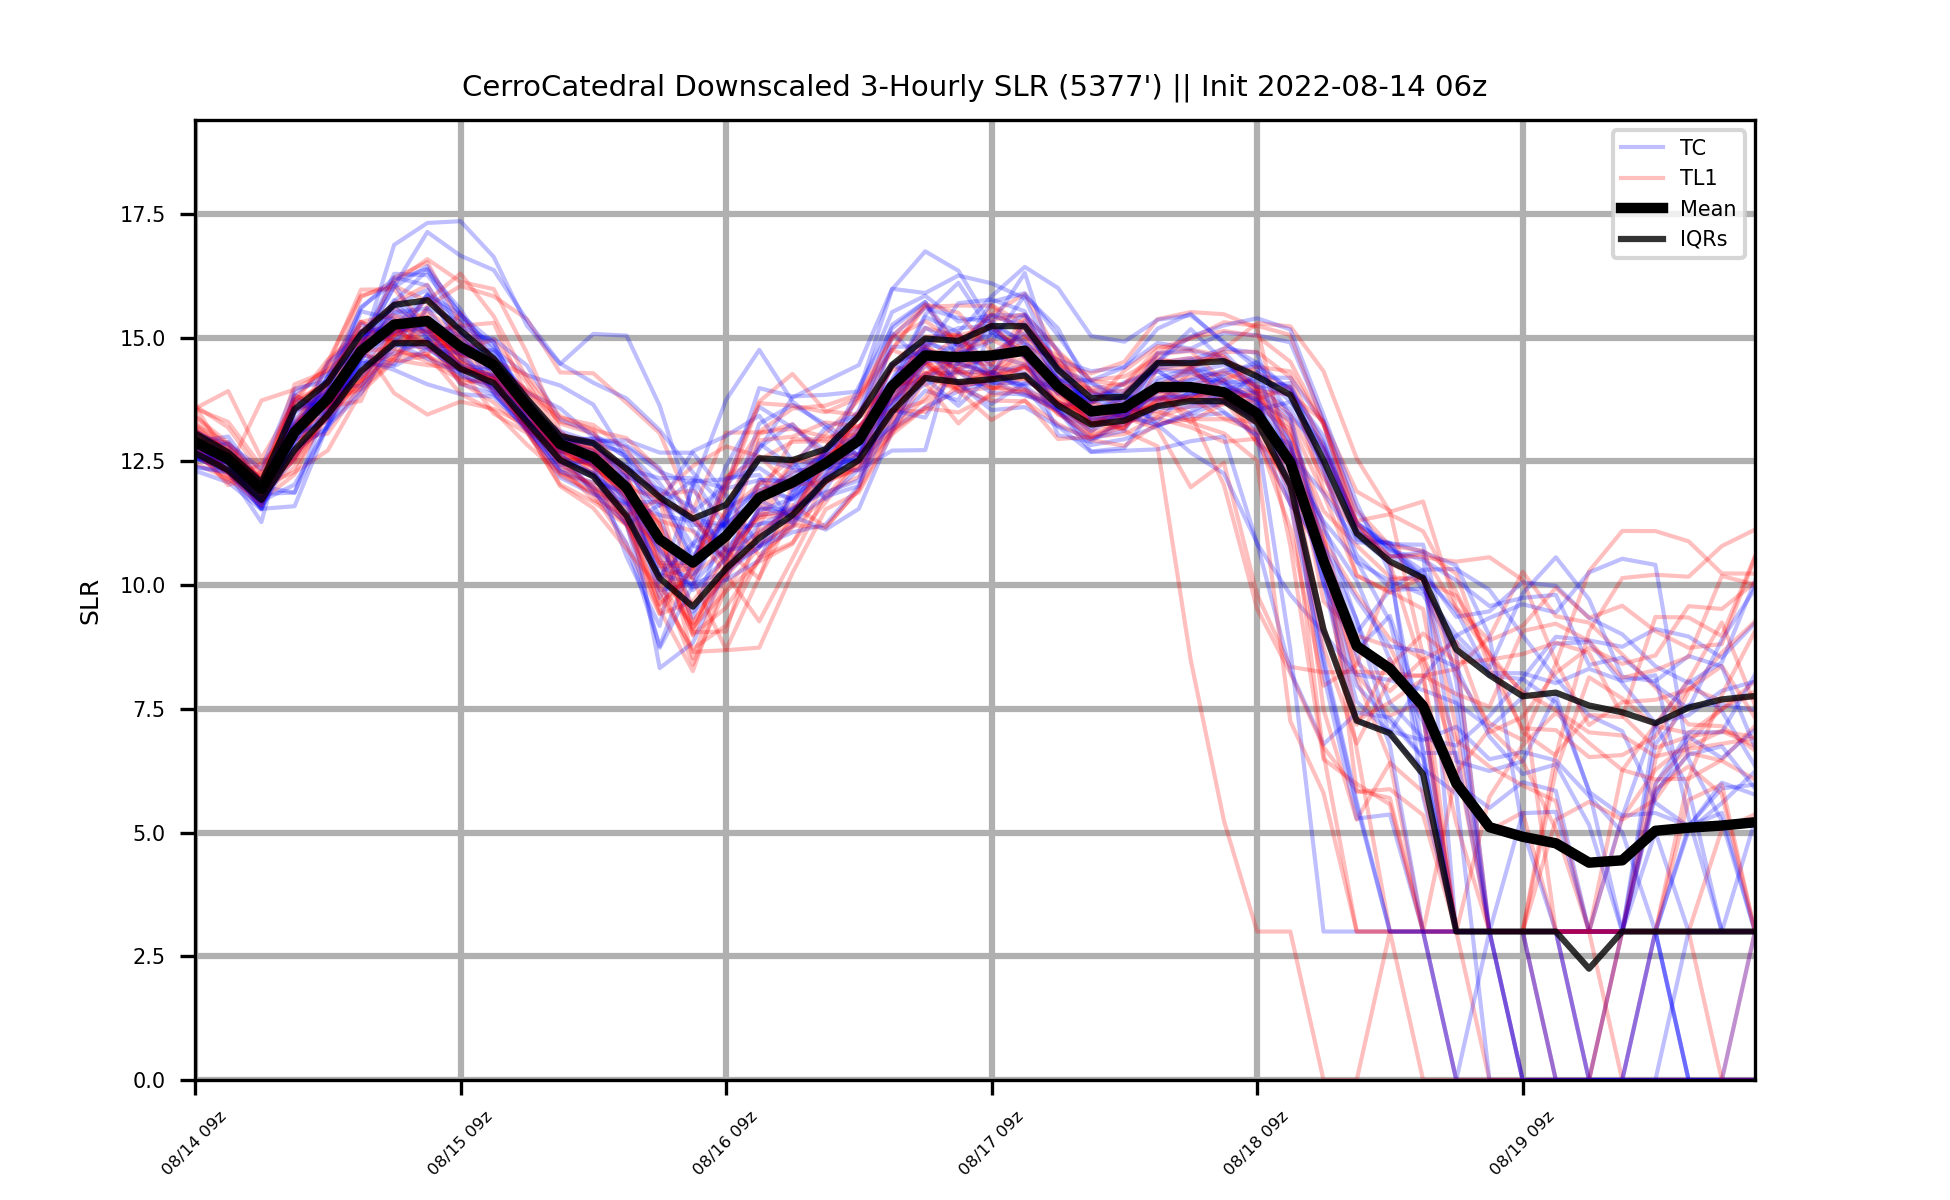 CerroCatedral Downscaled 3-Hourly SLR (5377') || Init 2022-08-14 06z
TC
TL1
Mean
IQRs
SLR
17.5
15.0
12.5
10.0
7.5
5.0
2.5
0.0
08/14 09z
08/15 09z
08/16 09z
08/17 09z
08/18 09z
08/19 09z